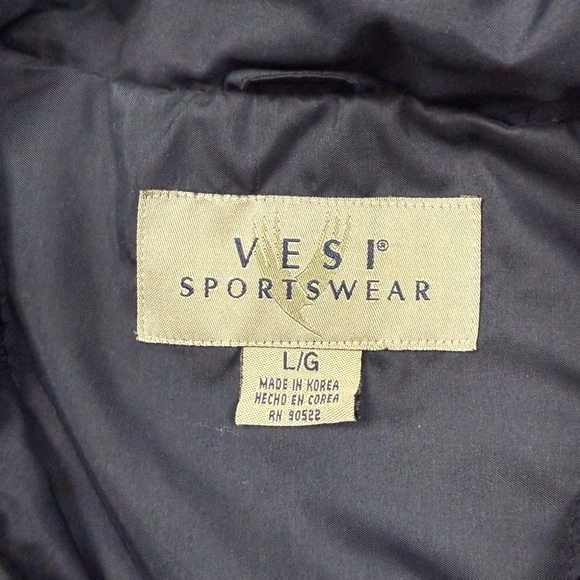 VESI®
SPORTSWEAR
L/G
MADE IN KOREA
HECHO EN COREA
RN 90522